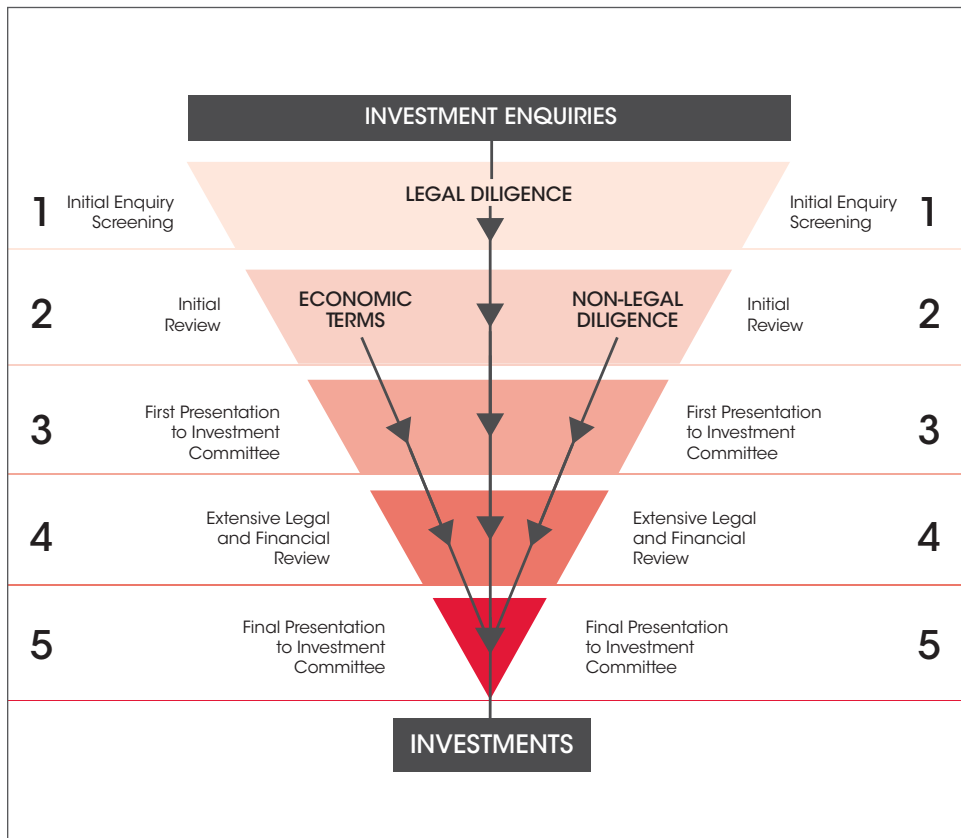 INVESTMENT ENQUIRIES
LEGAL DILIGENCE
1
Initial Enquiry
Screening
Initial Enquiry
Screening
1
2
Initial
Review
ECONOMIC
TERMS
NON-LEGAL
DILIGENCE
Initial
Review
2
3
First Presentation
to Investment
Committee
First Presentation
to Investment
Committee
3
4
Extensive Legal
and Financial
Review
Extensive Legal
and Financial
Review
4
5
Final Presentation
to Investment
Committee
Final Presentation
to Investment
Committee
5
INVESTMENTS